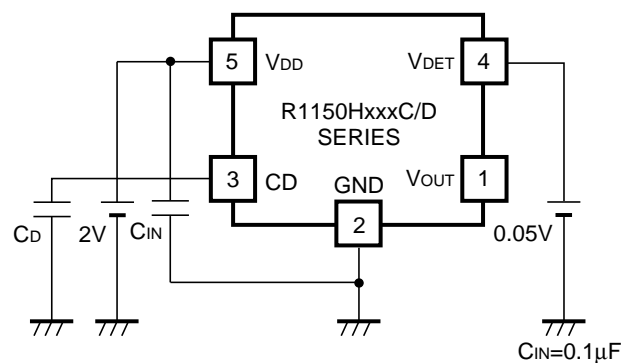 5 VDD VDET 4
R1150HxxxC/D
SERIES
3 CD GND VOUT 1
2
CD 2V CIN 0.05V
CIN=0.1μF